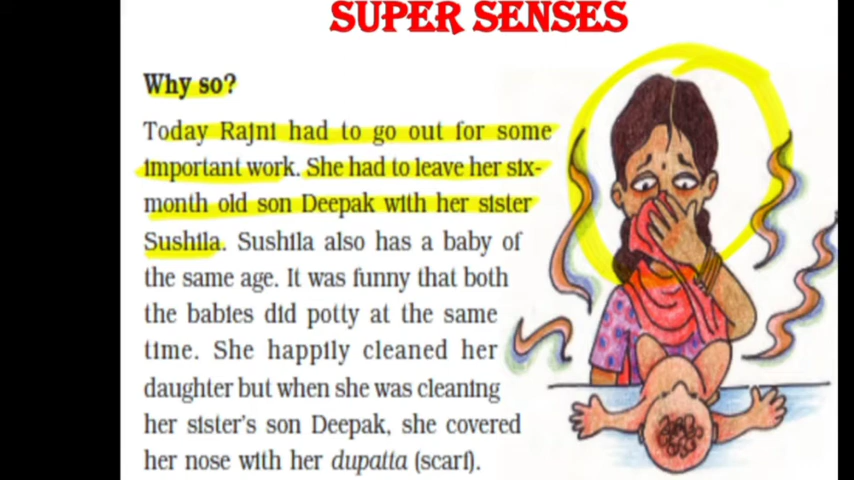 SUPER SENSES
Why so?
Today Rajni had to go out for some
important work. She had to leave her six-
month old son Deepak with her sister
Sushila. Sushila also has a baby of
the same age. It was funny that both
the babies did potty at the same
time. She happily cleaned her
daughter but when she was cleaning
her sister's son Deepak, she covered
her nose with her dupatta (scarf).